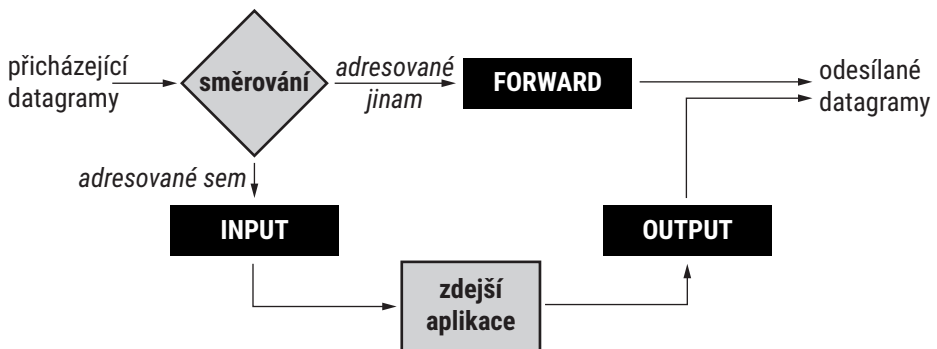 přicházející
datagramy
směrování
adresované
jinam
FORWARD
odesílané
datagramy
adresované sem
INPUT
OUTPUT
zdejší
aplikace